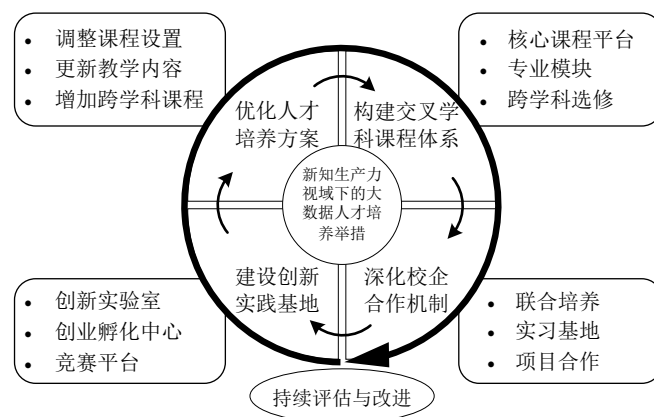 • 调整课程设置
• 更新教学内容
• 增加跨学科课程
• 核心课程平台
• 专业模块
• 跨学科选修
优化人才
培养方案
构建交叉学
科课程体系
新知生产力
视域下的大
数据人才培
养举措
建设创新
实践基地
深化校企
合作机制
• 创新实验室
• 创业孵化中心
• 竞赛平台
• 联合培养
• 实习基地
• 项目合作
持续评估与改进